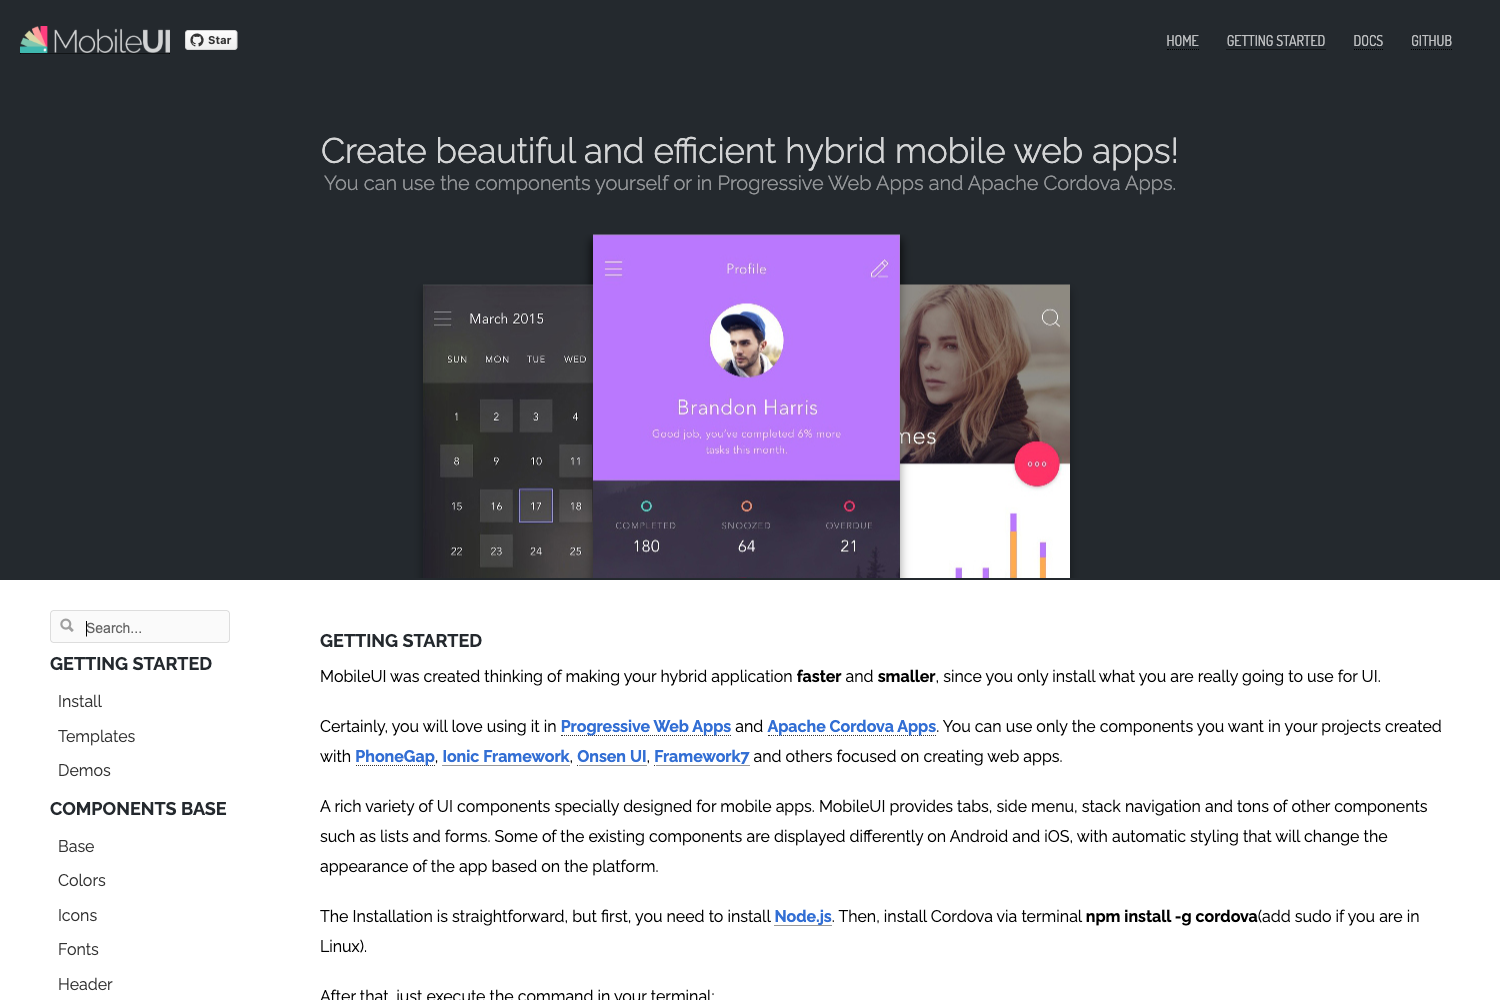 MobileUI
Star
HOME
GETTING STARTED
DOCS
GITHUB
Create beautiful and efficient hybrid mobile web apps!
You can use the components yourself or in Progressive Web Apps and Apache Cordova Apps.
March 2015
SUN MON TUE WED
1 2 3 4
8 9 10 11
15 16 17 18
22 23 24 25
Profile
Brandon Harris
Good job, you've completed 6% more
tasks this month.
COMPLETED SNOOZED OVERDUE
180 64 21
mes
Search...
GETTING STARTED
Install
Templates
Demos
COMPONENTS BASE
Base
Colors
Icons
Fonts
Header
GETTING STARTED
MobileUI was created thinking of making your hybrid application faster and smaller, since you only install what you are really going to use for UI.
Certainly, you will love using it in Progressive Web Apps and Apache Cordova Apps. You can use only the components you want in your projects created
with PhoneGap, Ionic Framework, Onsen UI, Framework7 and others focused on creating web apps.
A rich variety of UI components specially designed for mobile apps. MobileUI provides tabs, side menu, stack navigation and tons of other components
such as lists and forms. Some of the existing components are displayed differently on Android and iOS, with automatic styling that will change the
appearance of the app based on the platform.
The Installation is straightforward, but first, you need to install Node.js. Then, install Cordova via terminal npm install -g cordova(add sudo if you are in
Linux).
After that, just execute the command in your terminal: